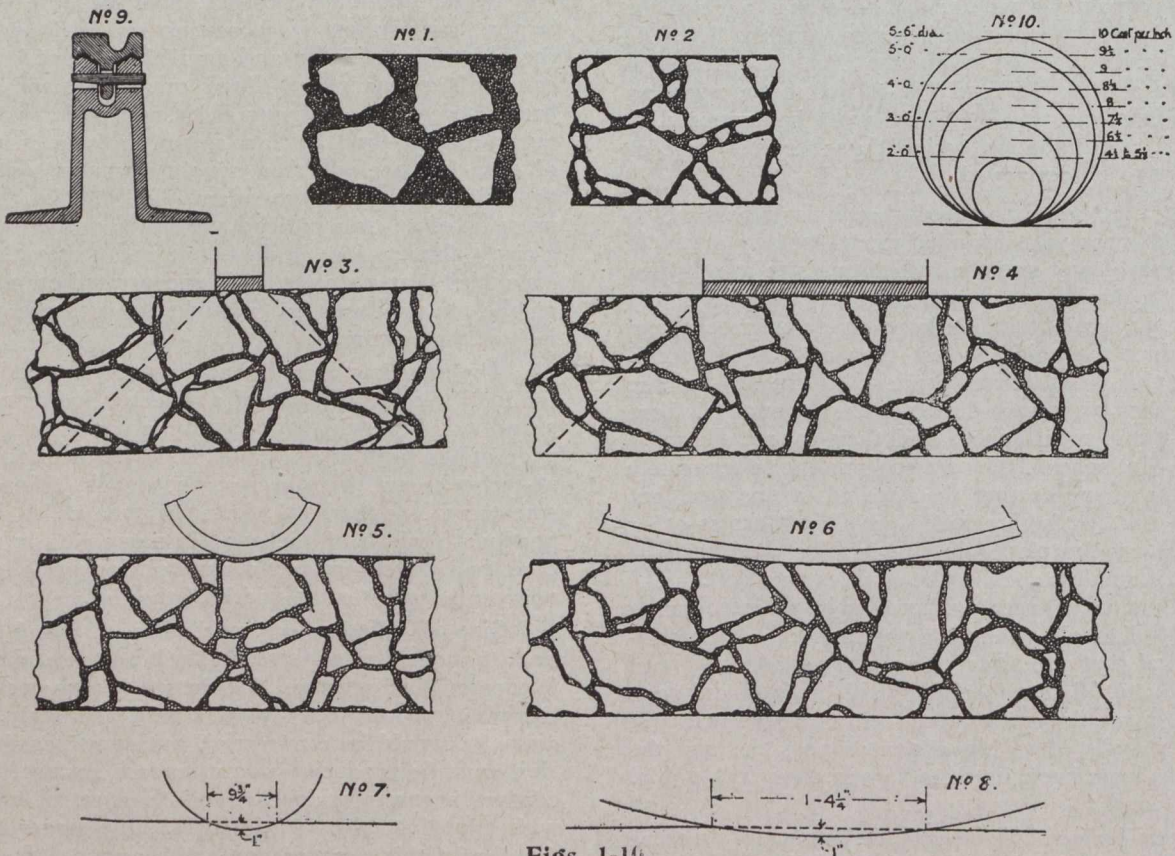 Nº 9.
Nº 1.
Nº 2
Nº 10.
5-6" dia.
10 Cwt per Inch
5-0" "
9½ " " "
9 " " "
4-0 "
8½ " " "
8 " " "
3-0" "
7½ " " "
6½ " " "
2-0" "
Nº 3.
Nº 4
Nº 5.
Nº 6
Nº 7.
9¾"
1"
Nº 8.
1-4¼"
1"
Figs. 1-10.